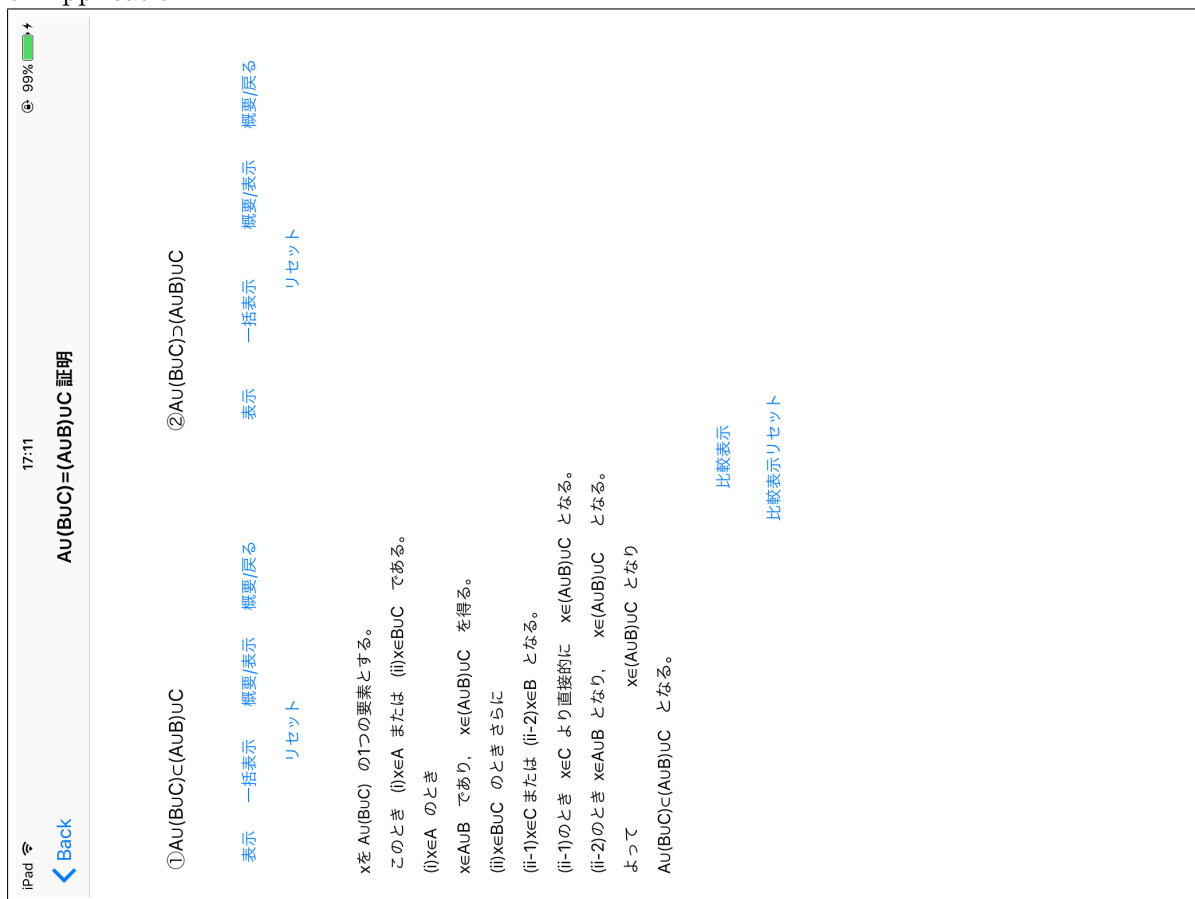 iPad 17:11 99%
Back A∪(B∪C)=(A∪B)∪C 証明
①A∪(B∪C)⊂(A∪B)∪C ②A∪(B∪C)⊃(A∪B)∪C
表示 一括表示 概要/表示 概要/戻る 表示 一括表示 概要/表示 概要/戻る
リセット リセット
xを A∪(B∪C) の1つの要素とする。
このとき (i)x∈A または (ii)x∈B∪C である。
(i)x∈A のとき
x∈A∪B であり、 x∈(A∪B)∪C を得る。
(ii)x∈B∪C のとき さらに
(ii-1)x∈C または (ii-2)x∈B となる。
(ii-1)のとき x∈C より直接的に x∈(A∪B)∪C となる。
(ii-2)のとき x∈A∪B となり、 x∈(A∪B)∪C となる。
よって x∈(A∪B)∪C となり
A∪(B∪C)⊂(A∪B)∪C となる。
比較表示
比較表示リセット